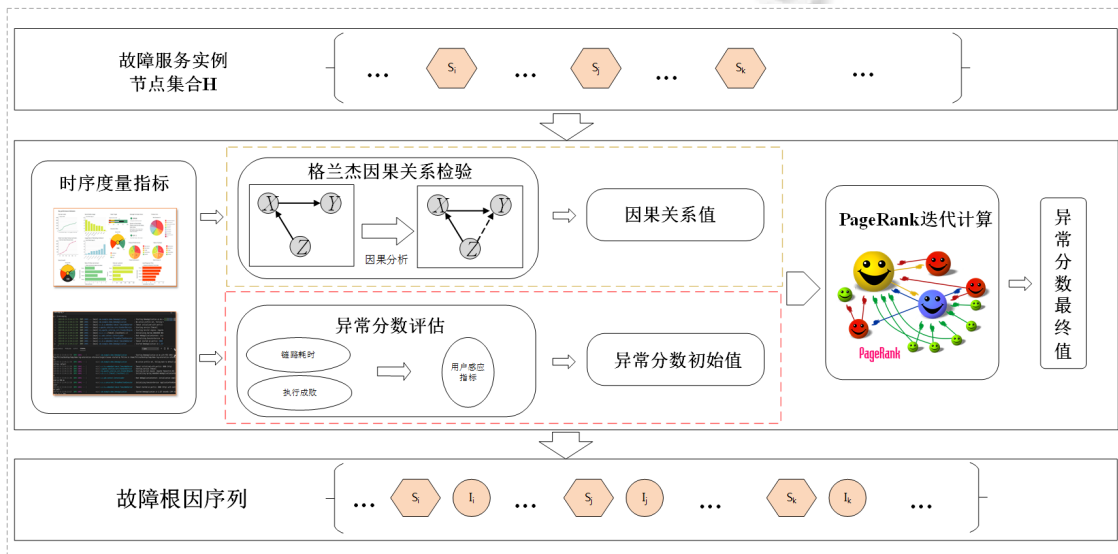 故障服务实例
节点集合H
... Si ... Sj ... Sk ...
时序度量指标
格兰杰因果关系检验
X Y
Z
因果分析
X Y
Z
因果关系值
异常分数评估
链路耗时
执行成败
用户感应
指标
异常分数初始值
PageRank迭代计算
PageRank
异
常
分
数
最
终
值
故障根因序列
... Si Ii ... Sj Ij ... Sk Ik ...